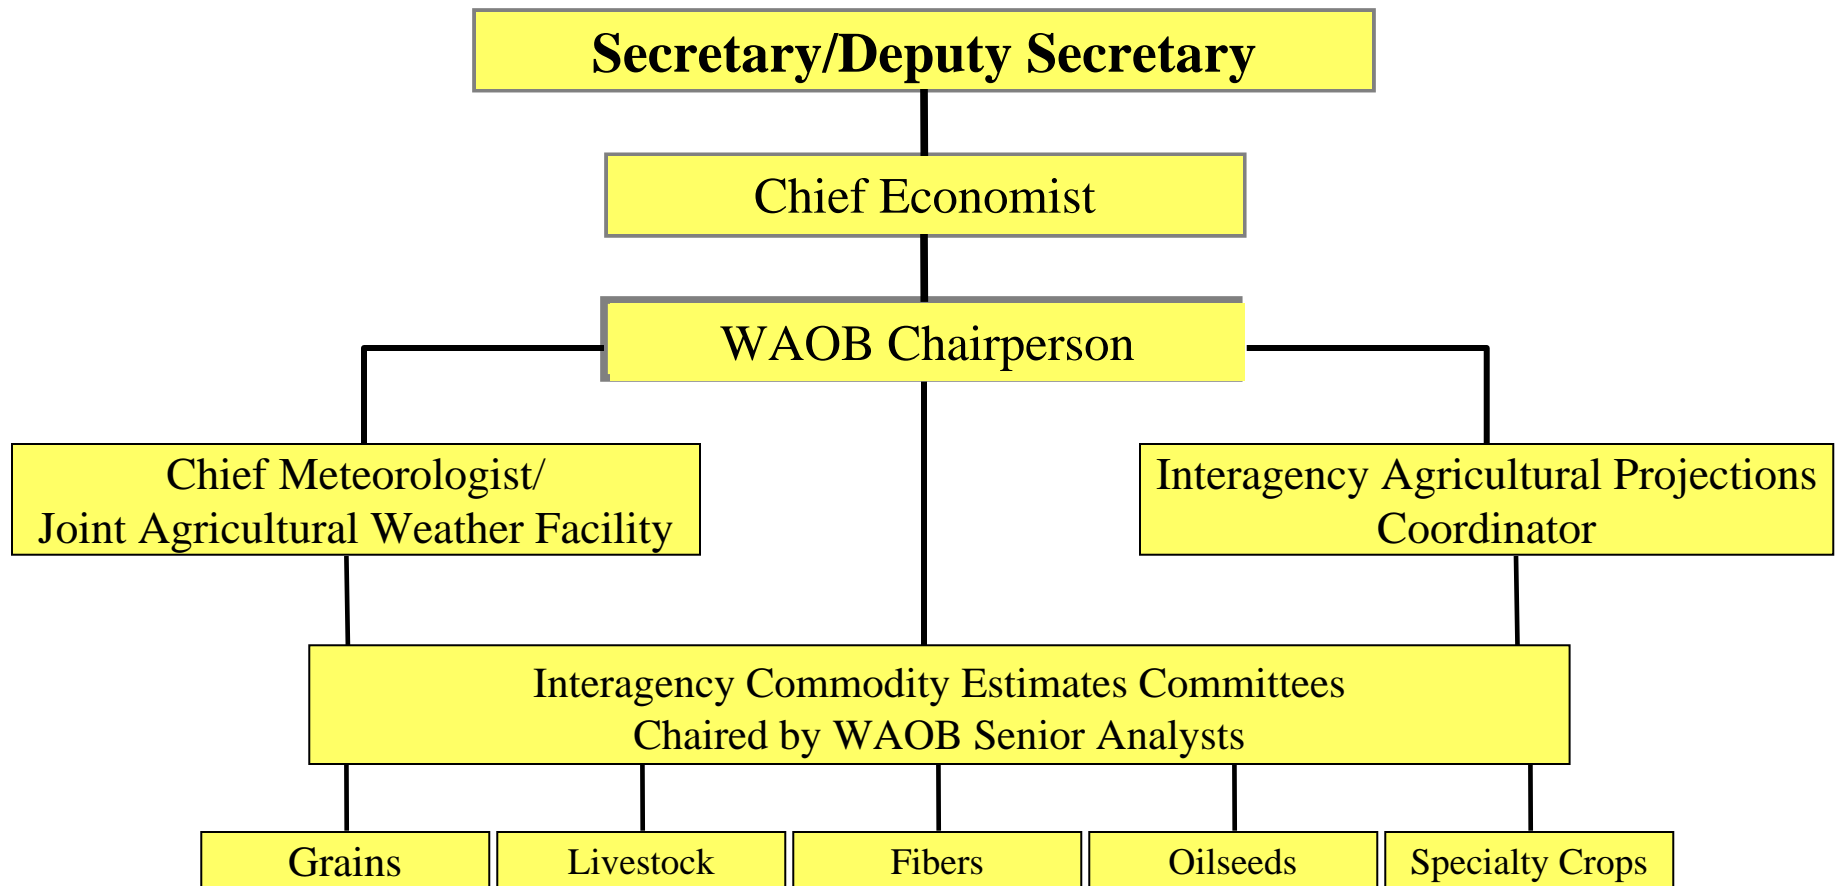 Secretary/Deputy Secretary
Chief Economist
WAOB Chairperson
Chief Meteorologist/
Joint Agricultural Weather Facility
Interagency Agricultural Projections
Coordinator
Interagency Commodity Estimates Committees
Chaired by WAOB Senior Analysts
Grains
Livestock
Fibers
Oilseeds
Specialty Crops